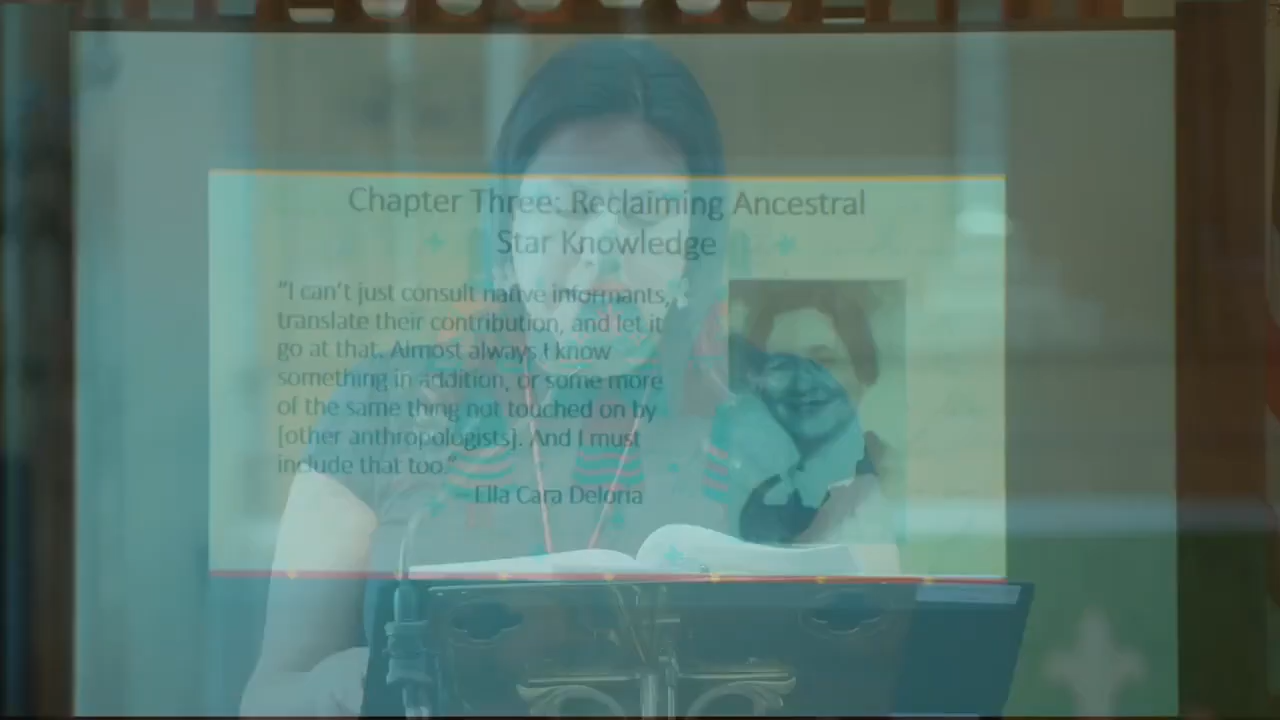 Chapter Three: Reclaiming Ancestral
Star Knowledge
"I can't just consult native informants,
translate their contribution, and let it
go at that. Almost always I know
something in addition, or some more
of the same thing not touched on by
[other anthropologists]. And I must
include that too."
–Ella Cara Deloria